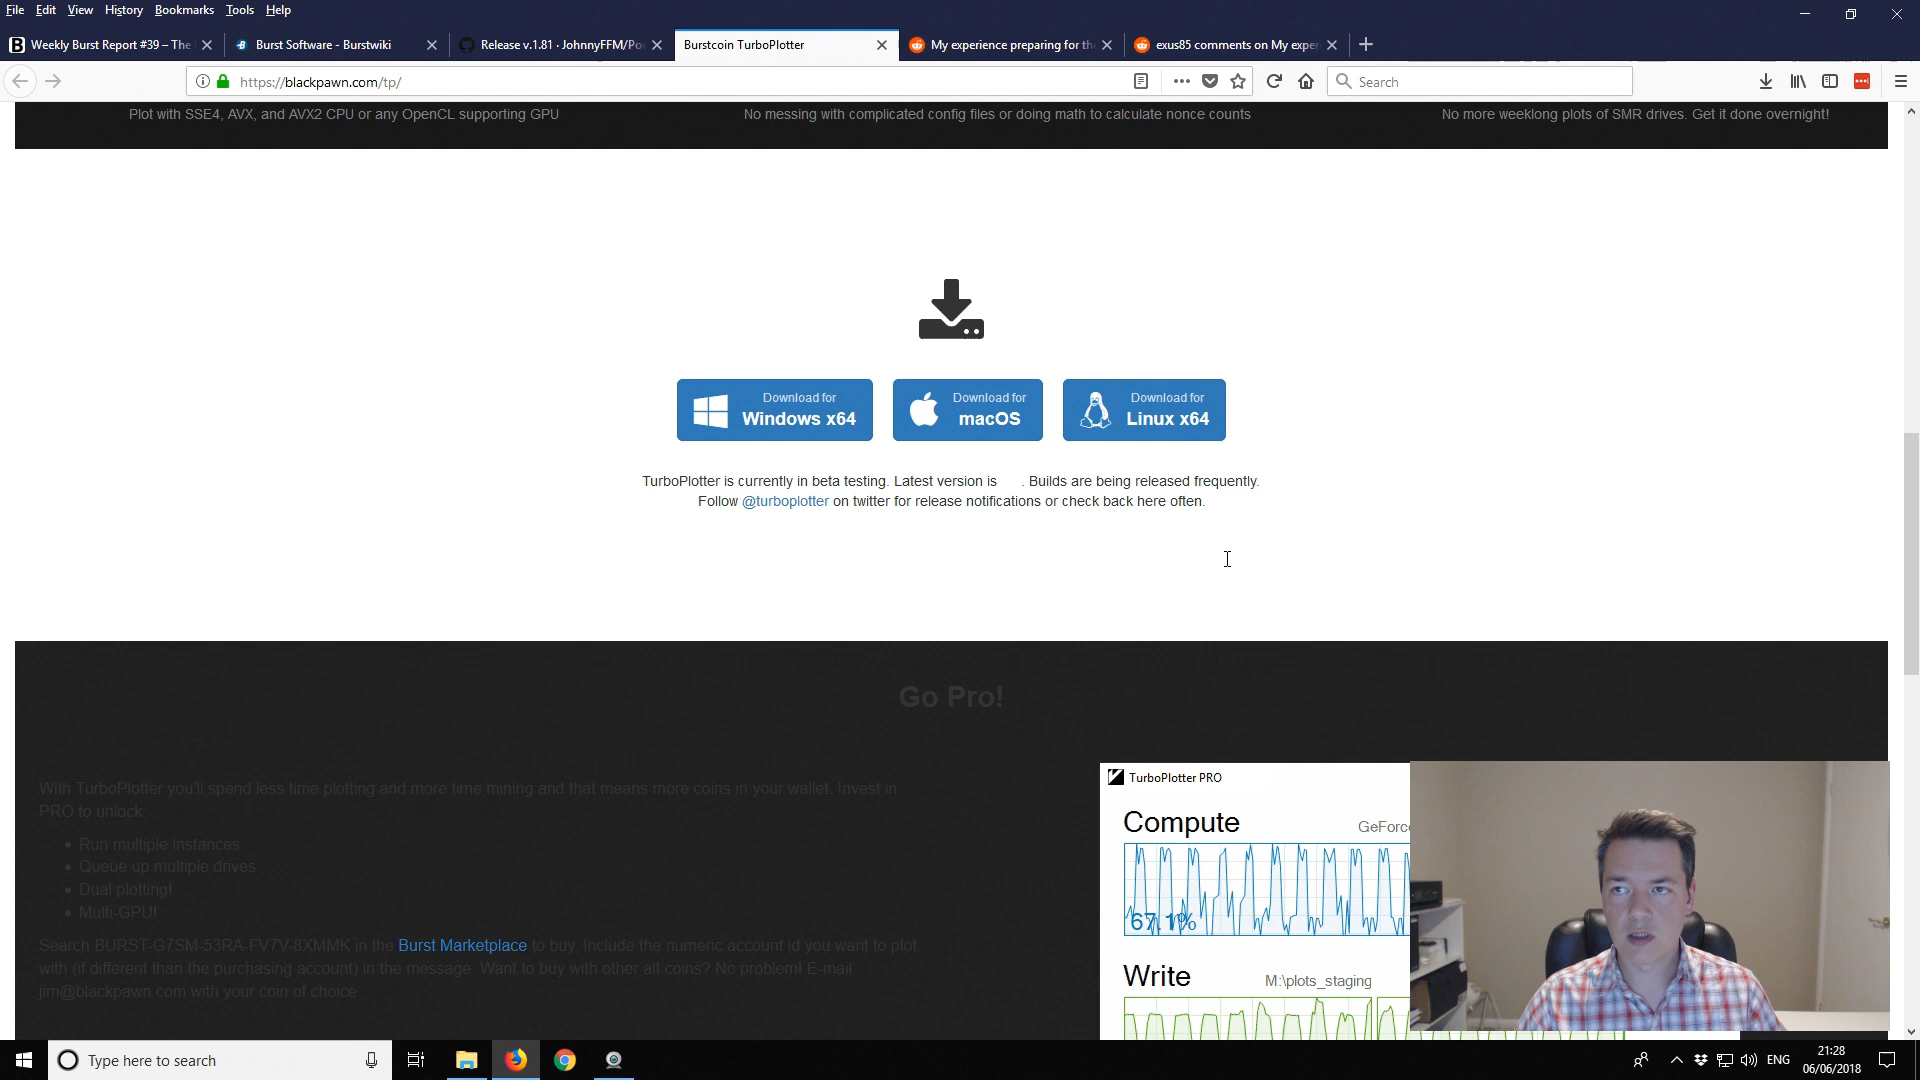 File Edit View History Bookmarks Tools Help
Weekly Burst Report #39 – The
Burst Software - Burstwiki
Release v.1.81 · JohnnyFFM/Po
Burstcoin TurboPlotter
My experience preparing for th
exus85 comments on My exper
https://blackpawn.com/tp/
Search
Plot with SSE4, AVX, and AVX2 CPU or any OpenCL supporting GPU
No messing with complicated config files or doing math to calculate nonce counts
No more weeklong plots of SMR drives. Get it done overnight!
Download for
Windows x64
Download for
macOS
Download for
Linux x64
TurboPlotter is currently in beta testing. Latest version is . Builds are being released frequently.
Follow @turboplotter on twitter for release notifications or check back here often.
Go Pro!
With TurboPlotter you'll spend less time plotting and more time mining and that means more coins in your wallet. Invest in
PRO to unlock:
• Run multiple instances
• Queue up multiple drives
• Dual plotting!
• Multi-GPU!
Search BURST-G7SM-53RA-FV7V-8XMMK in the Burst Marketplace to buy. Include the numeric account id you want to plot
with (if different than the purchasing account) in the message. Want to buy with other alt coins? No problem! E-mail
jim@blackpawn.com with your coin of choice.
TurboPlotter PRO
Compute
GeForc
67.1%
Write
M:\plots_staging
Type here to search
ENG
21:28
06/06/2018